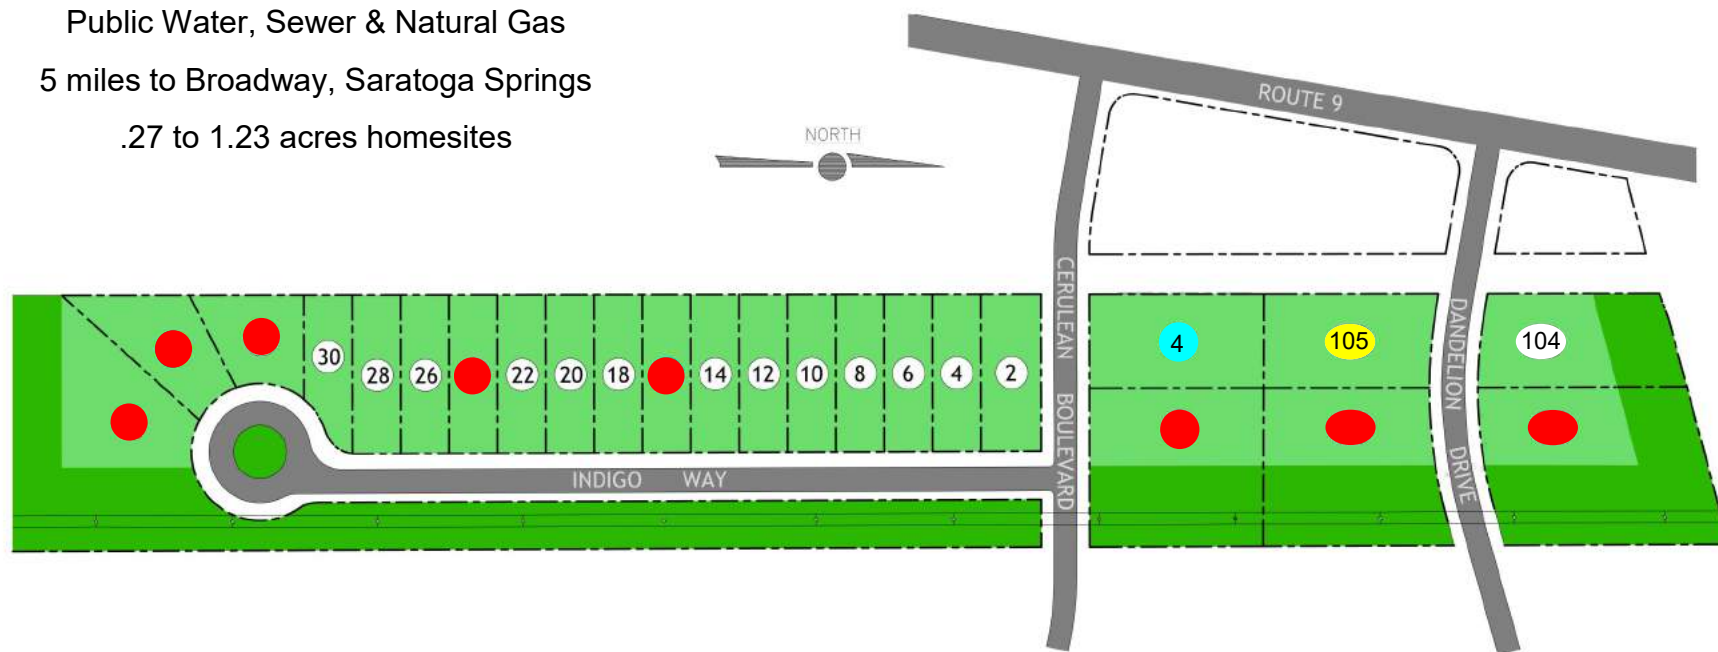 Public Water, Sewer & Natural Gas
5 miles to Broadway, Saratoga Springs
.27 to 1.23 acres homesites
NORTH
ROUTE 9
CERULEAN BOULEVARD
DANDELION DRIVE
INDIGO WAY
30
28
26
22
20
18
14
12
10
8
6
4
2
4
105
104